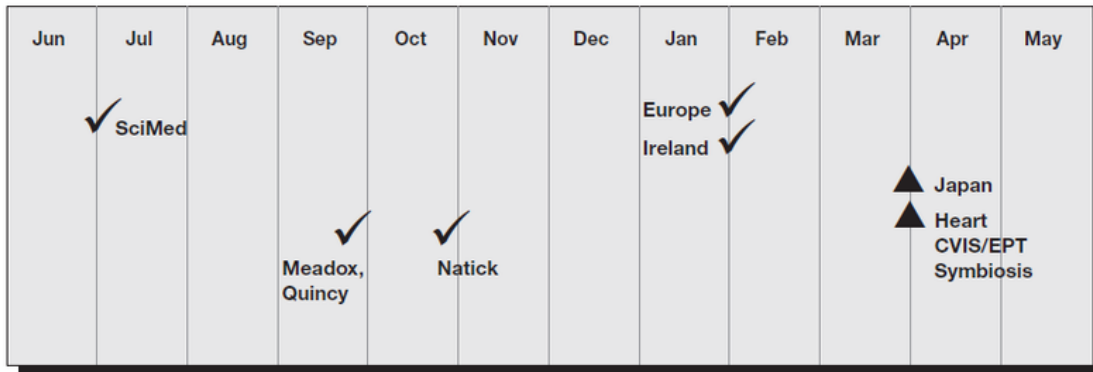 Jun Jul Aug Sep Oct Nov Dec Jan Feb Mar Apr May
SciMed
Europe
Ireland
Japan
Heart
CVIS/EPT
Symbiosis
Meadox,
Quincy
Natick